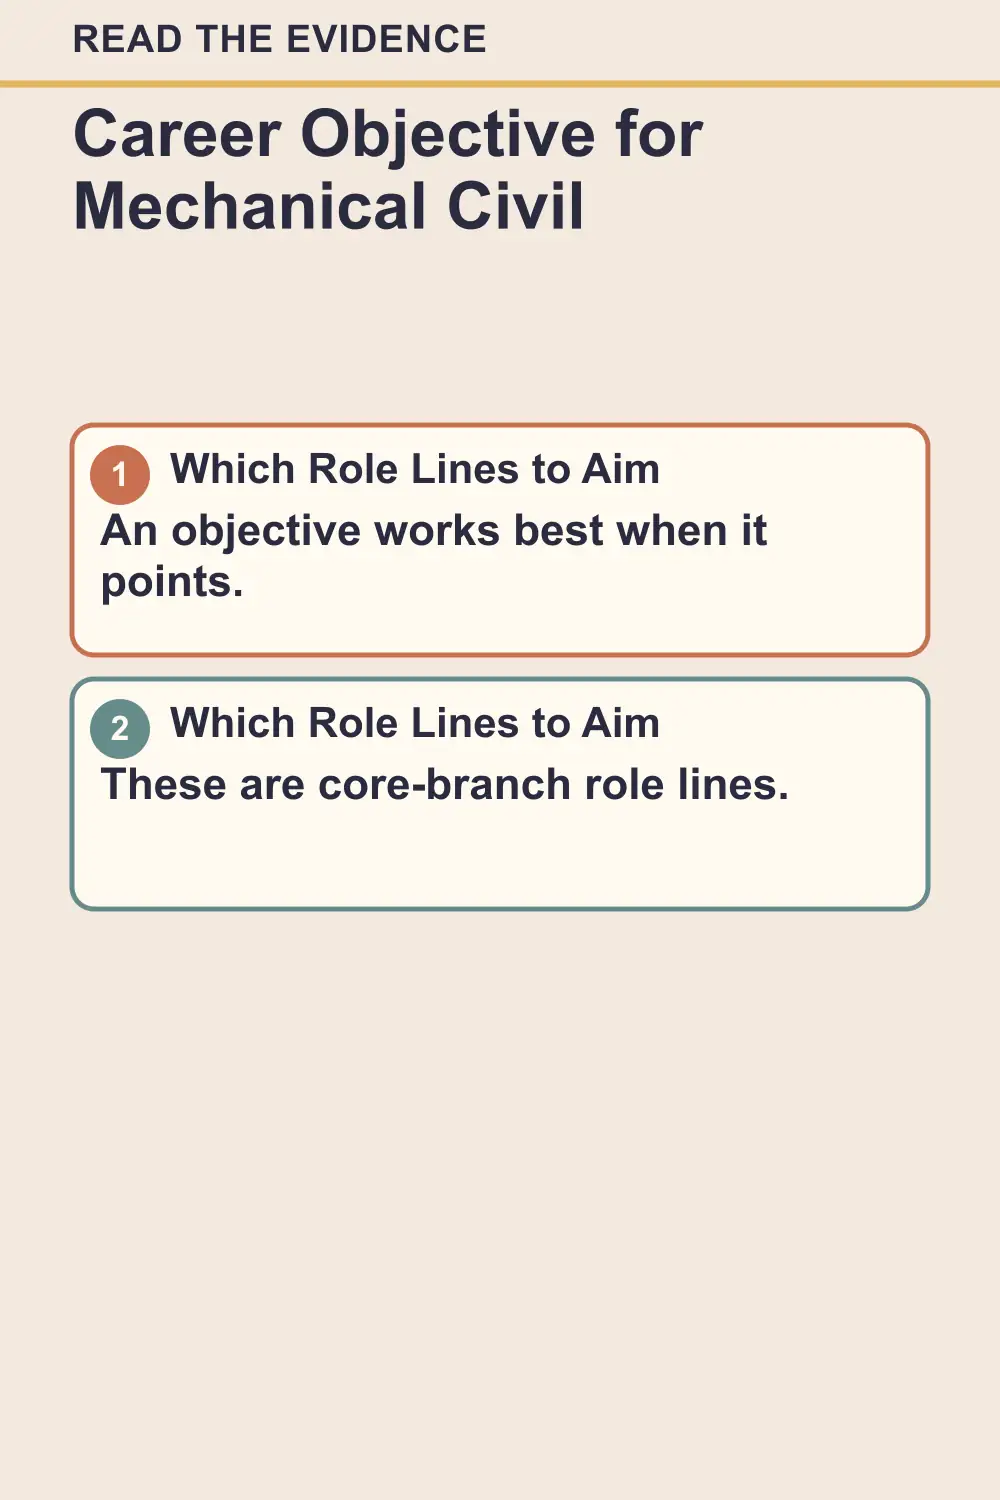 READ THE EVIDENCE
Career Objective for
Mechanical Civil
1
Which Role Lines to Aim
An objective works best when it
points.
2
Which Role Lines to Aim
These are core-branch role lines.